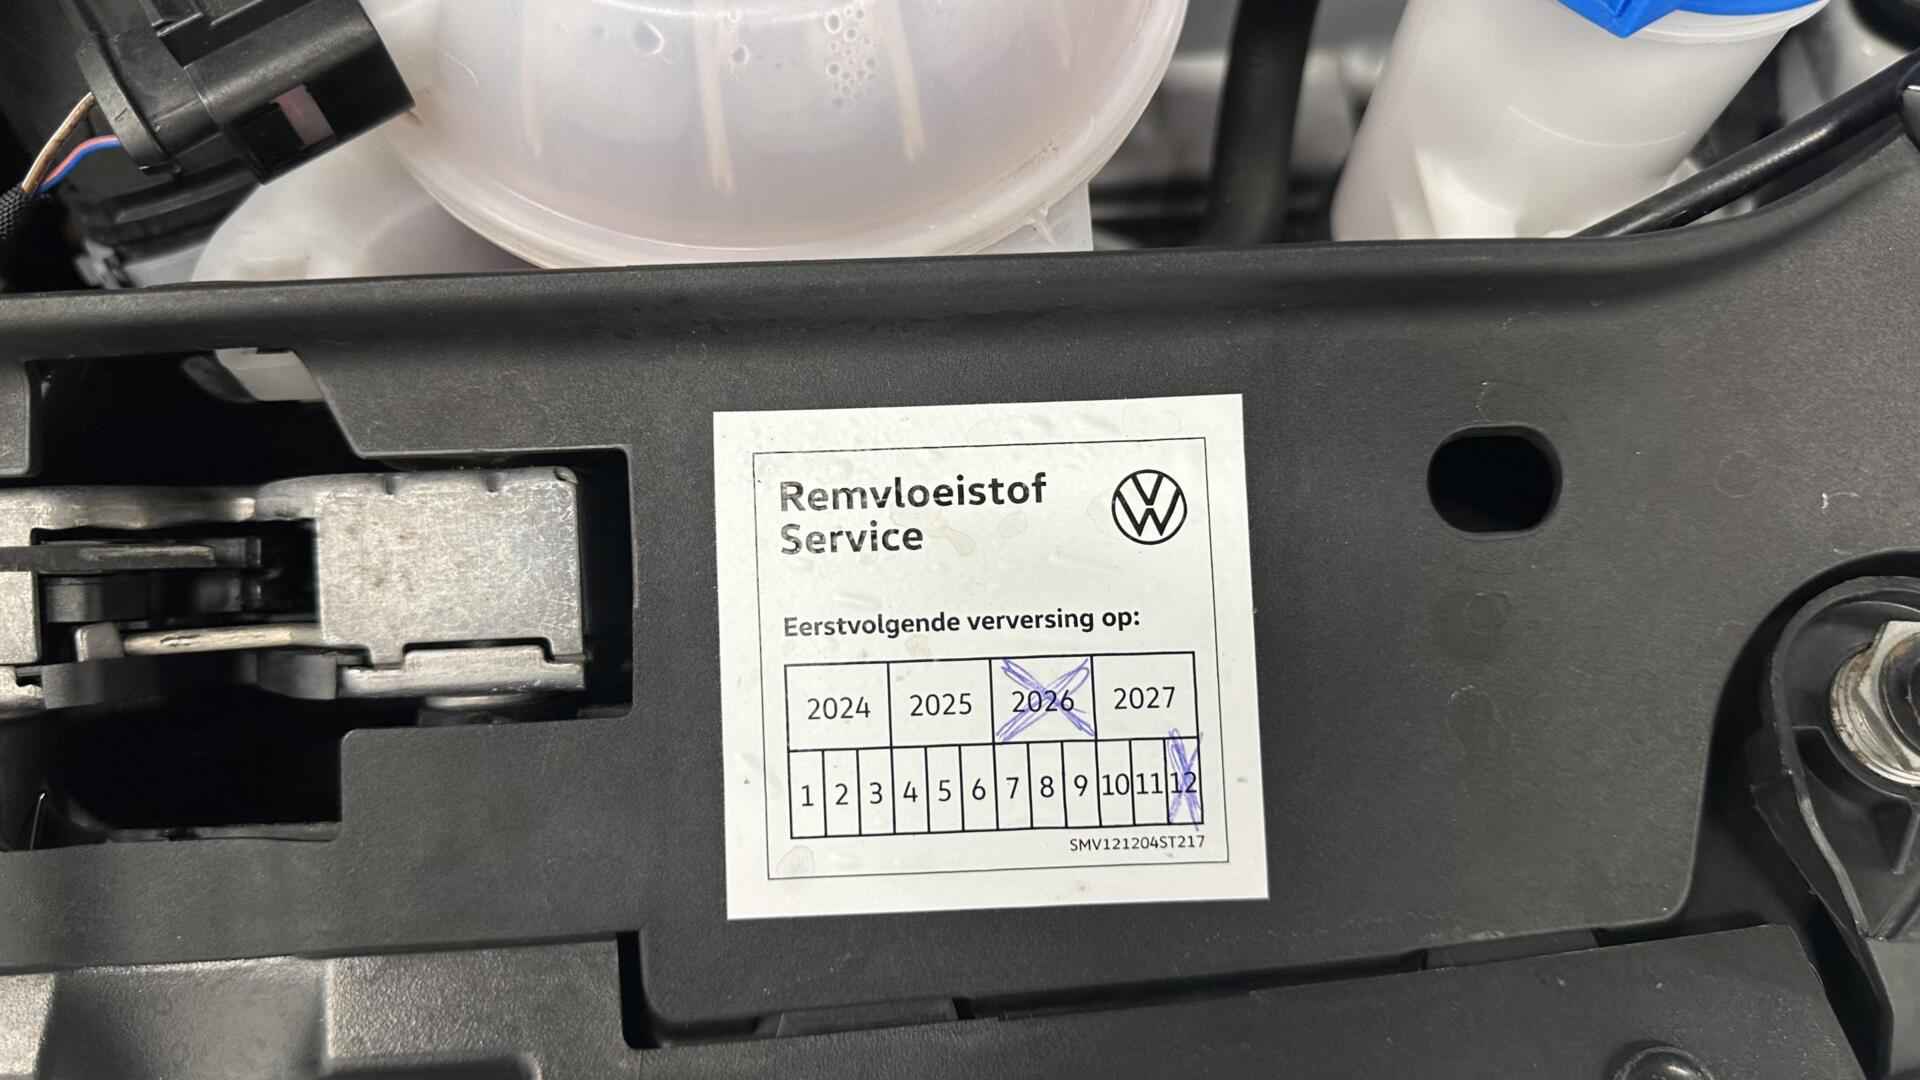 Remvloeistof
Service
Eerstvolgende verversing op:
2024 2025 2026 2027
1 2 3 4 5 6 7 8 9 10 11 12
SMV121204ST217